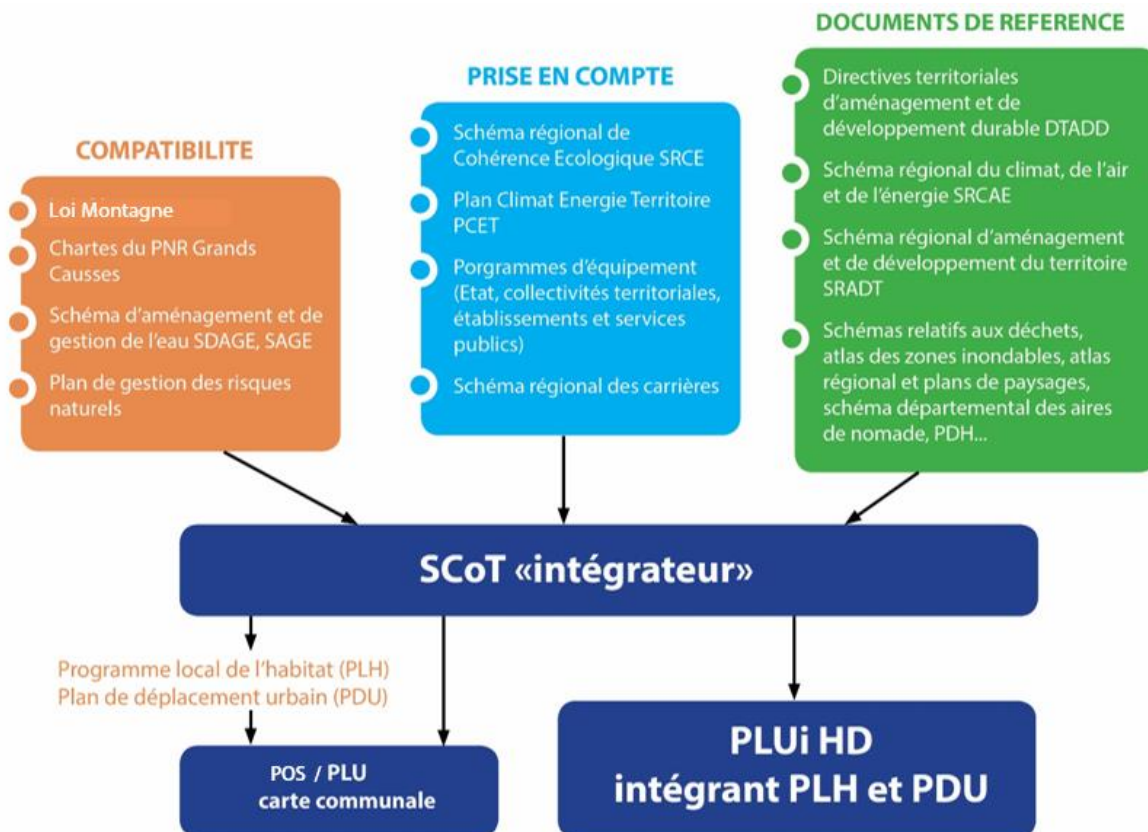 COMPATIBILITE
Loi Montagne
Chartes du PNR Grands
Causses
Schéma d'aménagement et de
gestion de l'eau SDAGE, SAGE
Plan de gestion des risques
naturels
PRISE EN COMPTE
Schéma régional de
Cohérence Ecologique SRCE
Plan Climat Energie Territoire
PCET
Porgrammes d'équipement
(Etat, collectivités territoriales,
établissements et services
publics)
Schéma régional des carrières
DOCUMENTS DE REFERENCE
Directives territoriales
d'aménagement et de
développement durable DTADD
Schéma régional du climat, de l'air
et de l'énergie SRCAE
Schéma régional d'aménagement
et de développement du territoire
SRADT
Schémas relatifs aux déchets,
atlas des zones inondables, atlas
régional et plans de paysages,
schéma départemental des aires
de nomade, PDH...
SCoT «intégrateur»
Programme local de l'habitat (PLH)
Plan de déplacement urbain (PDU)
POS / PLU
carte communale
PLUi HD
intégrant PLH et PDU